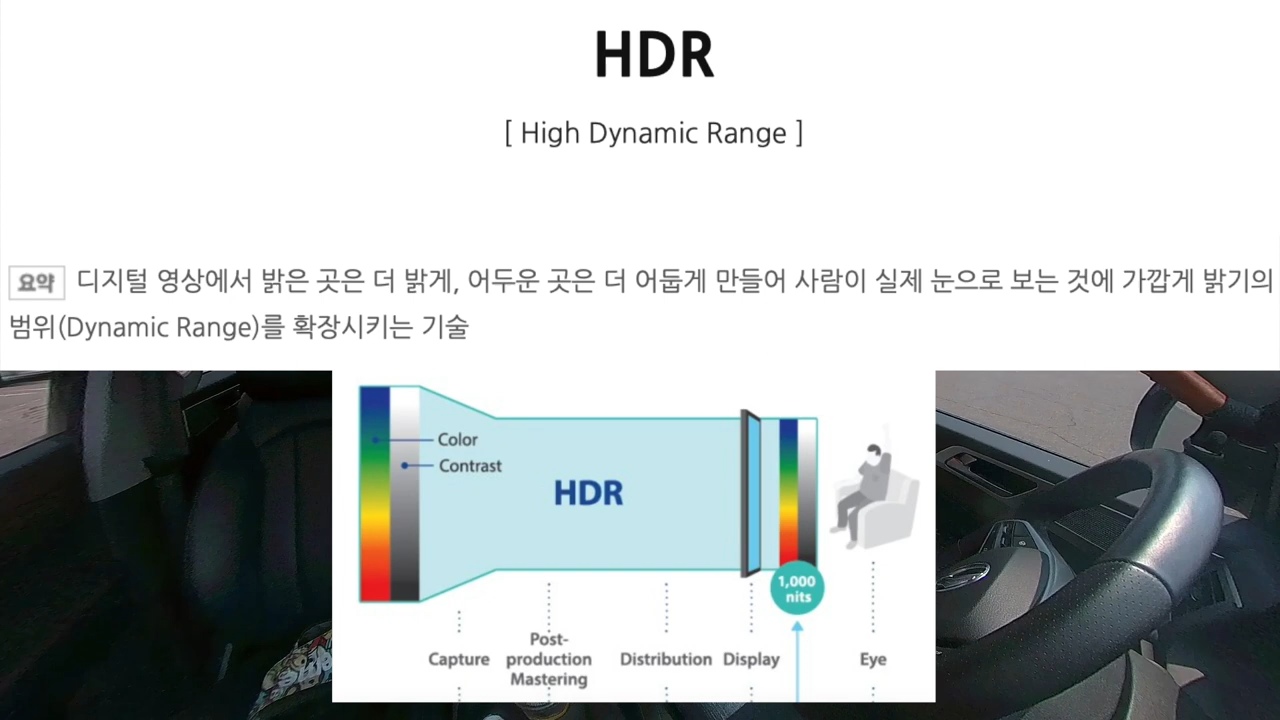 HDR
[ High Dynamic Range ]
요약 디지털 영상에서 밝은 곳은 더 밝게, 어두운 곳은 더 어둡게 만들어 사람이 실제 눈으로 보는 것에 가깝게 밝기의
범위(Dynamic Range)를 확장시키는 기술
Color
Contrast
HDR
1,000
nits
Capture
Post-
production
Mastering
Distribution
Display
Eye